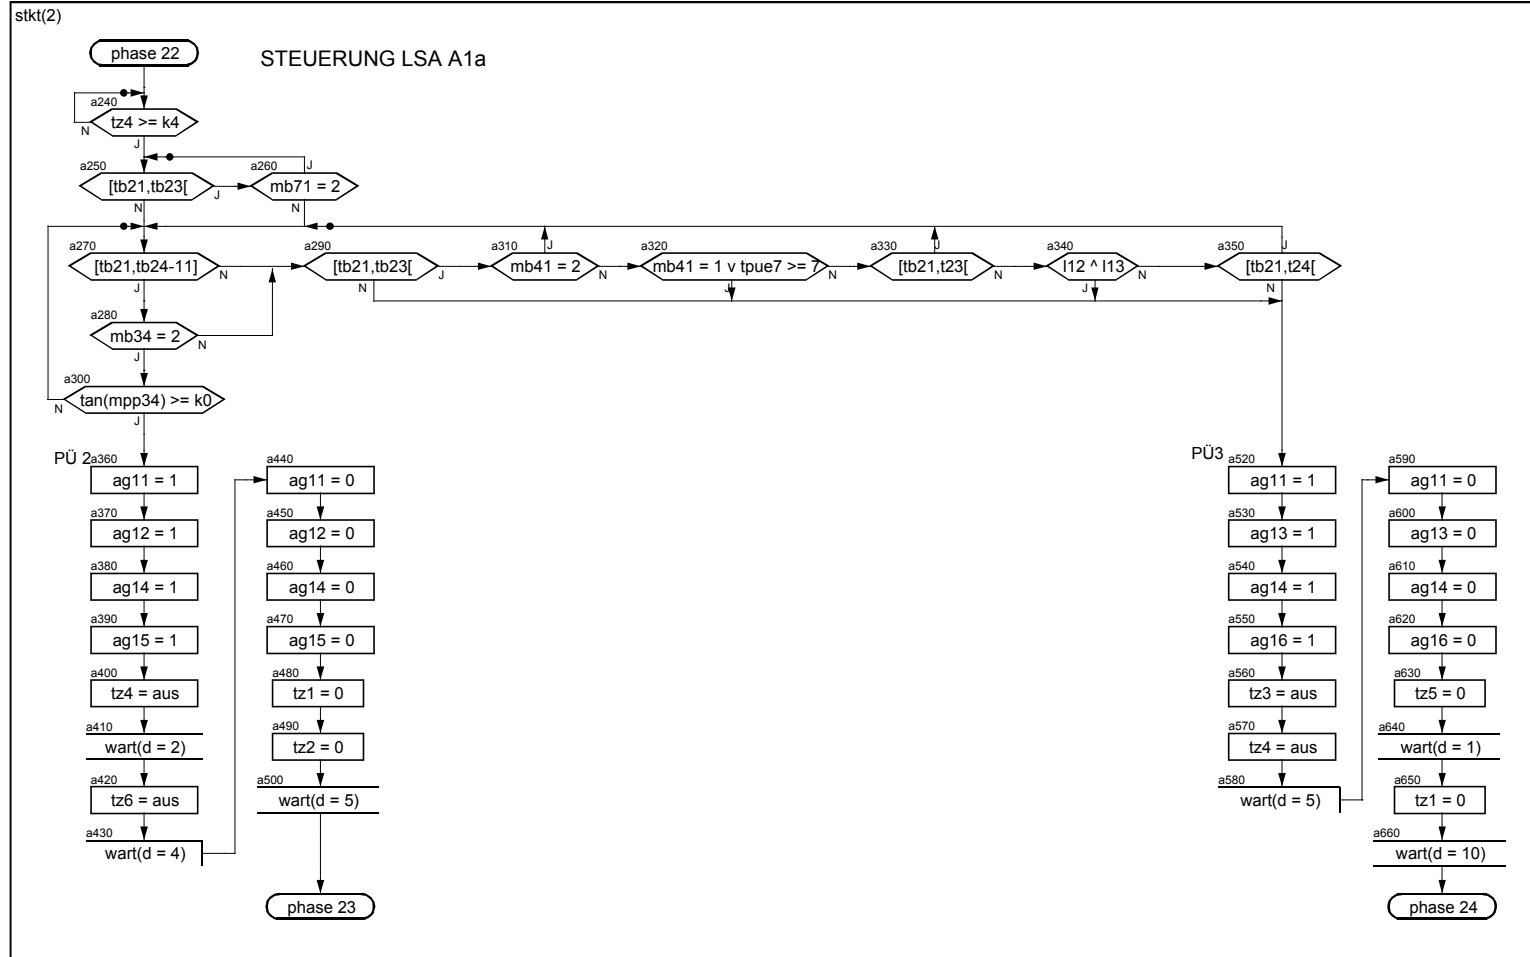 stkt(2)
phase 22
STEUERUNG LSA A1a
a240
tz4 >= k4
N
J
a250
[tb21,tb23[
J
N
a260
mb71 = 2
J
N
a270
[tb21,tb24-11]
N
J
a290
[tb21,tb23[
J
N
a310
mb41 = 2
J
N
a320
mb41 = 1 v tpue7 >= 7
N
J
a330
[tb21,t23[
J
N
a340
l12 ^ l13
N
J
a350
[tb21,t24[
J
N
a280
mb34 = 2
N
J
a300
tan(mpp34) >= k0
N
J
PÜ 2
a360
ag11 = 1
a370
ag12 = 1
a380
ag14 = 1
a390
ag15 = 1
a400
tz4 = aus
a410
wart(d = 2)
a420
tz6 = aus
a430
wart(d = 4)
a440
ag11 = 0
a450
ag12 = 0
a460
ag14 = 0
a470
ag15 = 0
a480
tz1 = 0
a490
tz2 = 0
a500
wart(d = 5)
phase 23
PÜ3
a520
ag11 = 1
a530
ag13 = 1
a540
ag14 = 1
a550
ag16 = 1
a560
tz3 = aus
a570
tz4 = aus
a580
wart(d = 5)
a590
ag11 = 0
a600
ag13 = 0
a610
ag14 = 0
a620
ag16 = 0
a630
tz5 = 0
a640
wart(d = 1)
a650
tz1 = 0
a660
wart(d = 10)
phase 24